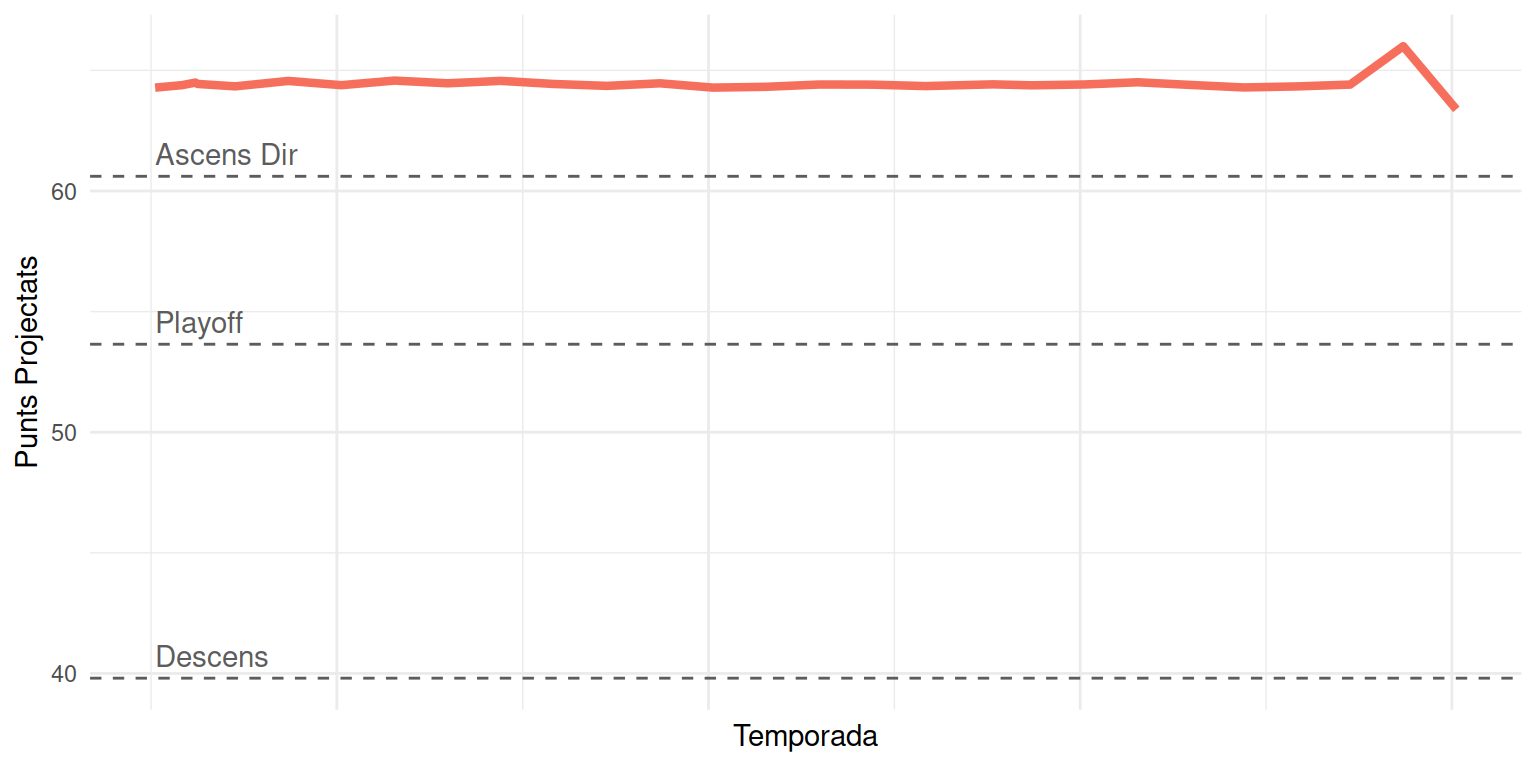 Ascens Dir
60
Playoff
50
Descens
40
Punts Projectats
Temporada